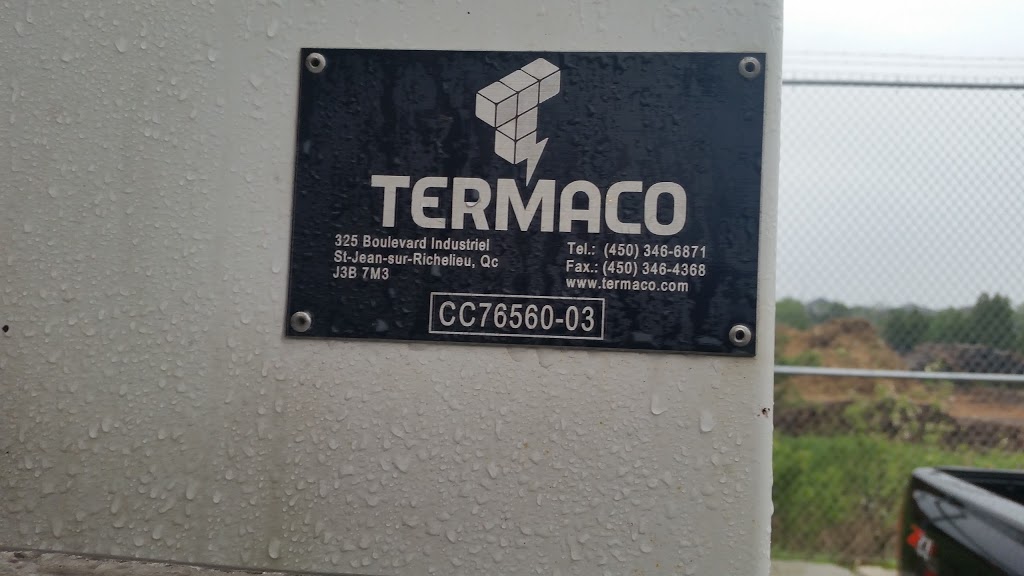 TERMACO
325 Boulevard Industriel
St-Jean-sur-Richelieu, Qc
J3B 7M3
Tel.: (450) 346-6871
Fax.: (450) 346-4368
www.termaco.com
CC76560-03